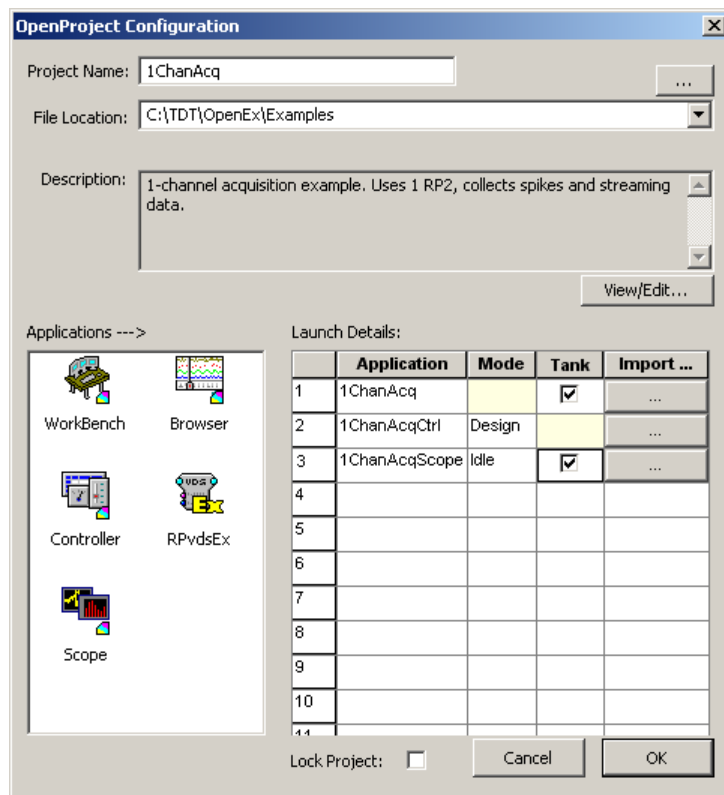 OpenProject Configuration
Project Name: 1ChanAcq
...
File Location: C:\TDT\OpenEx\Examples
Description: 1-channel acquisition example. Uses 1 RP2, collects spikes and streaming
data.
View/Edit...
Applications --->
WorkBench Browser
Controller RPvdsEx
Scope
Launch Details:
Application Mode Tank Import ...
1 1ChanAcq ...
2 1ChanAcqCtrl Design ...
3 1ChanAcqScope Idle ...
4
5
6
7
8
9
10
11
Lock Project: Cancel OK